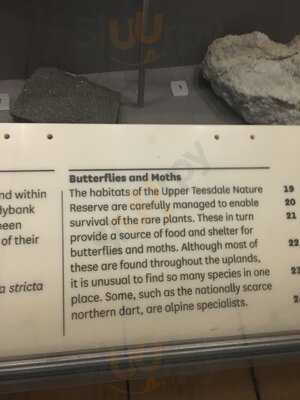 Butterflies and Moths
The habitats of the Upper Teesdale Nature
Reserve are carefully managed to enable
survival of the rare plants. These in turn
provide a source of food and shelter for
butterflies and moths. Although most of
these are found throughout the uplands,
it is unusual to find so many species in one
place. Some, such as the nationally scarce
northern dart, are alpine specialists.
nd within
dybank
een
of their
a stricta
19
20
21
22